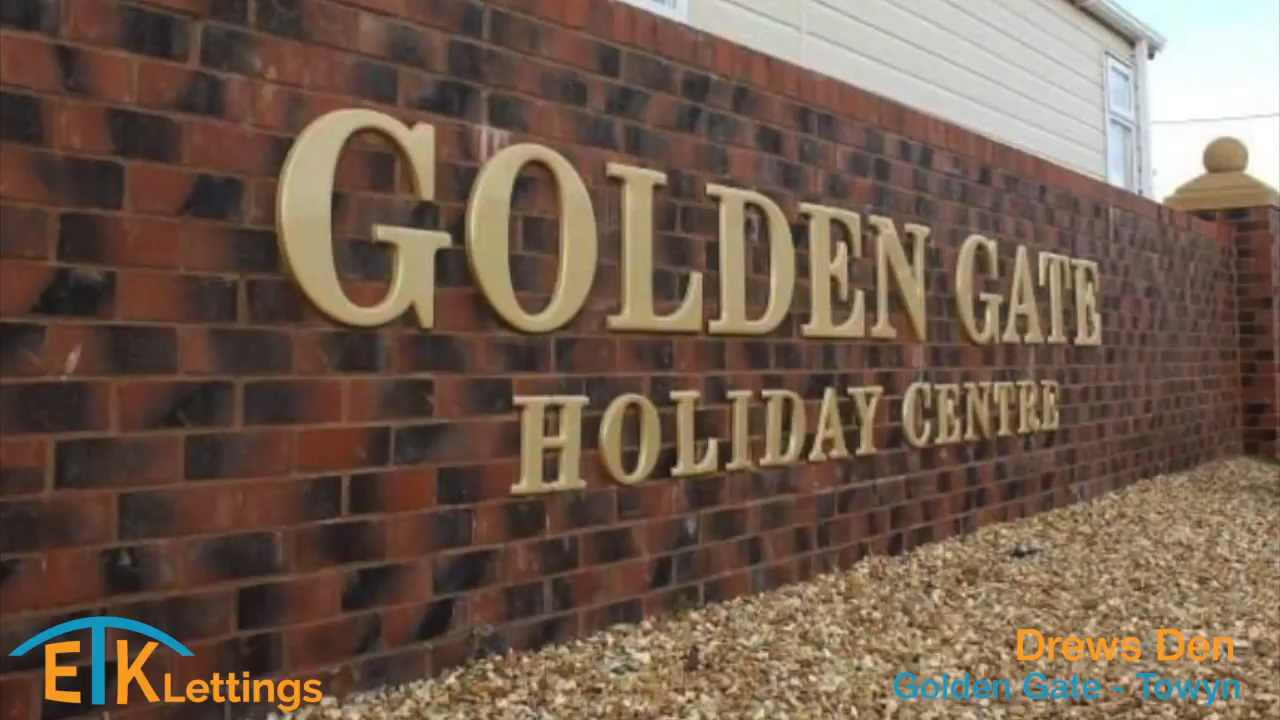 GOLDEN GATE
HOLIDAY CENTRE
ETK Lettings
Drews Den
Golden Gate - Towyn